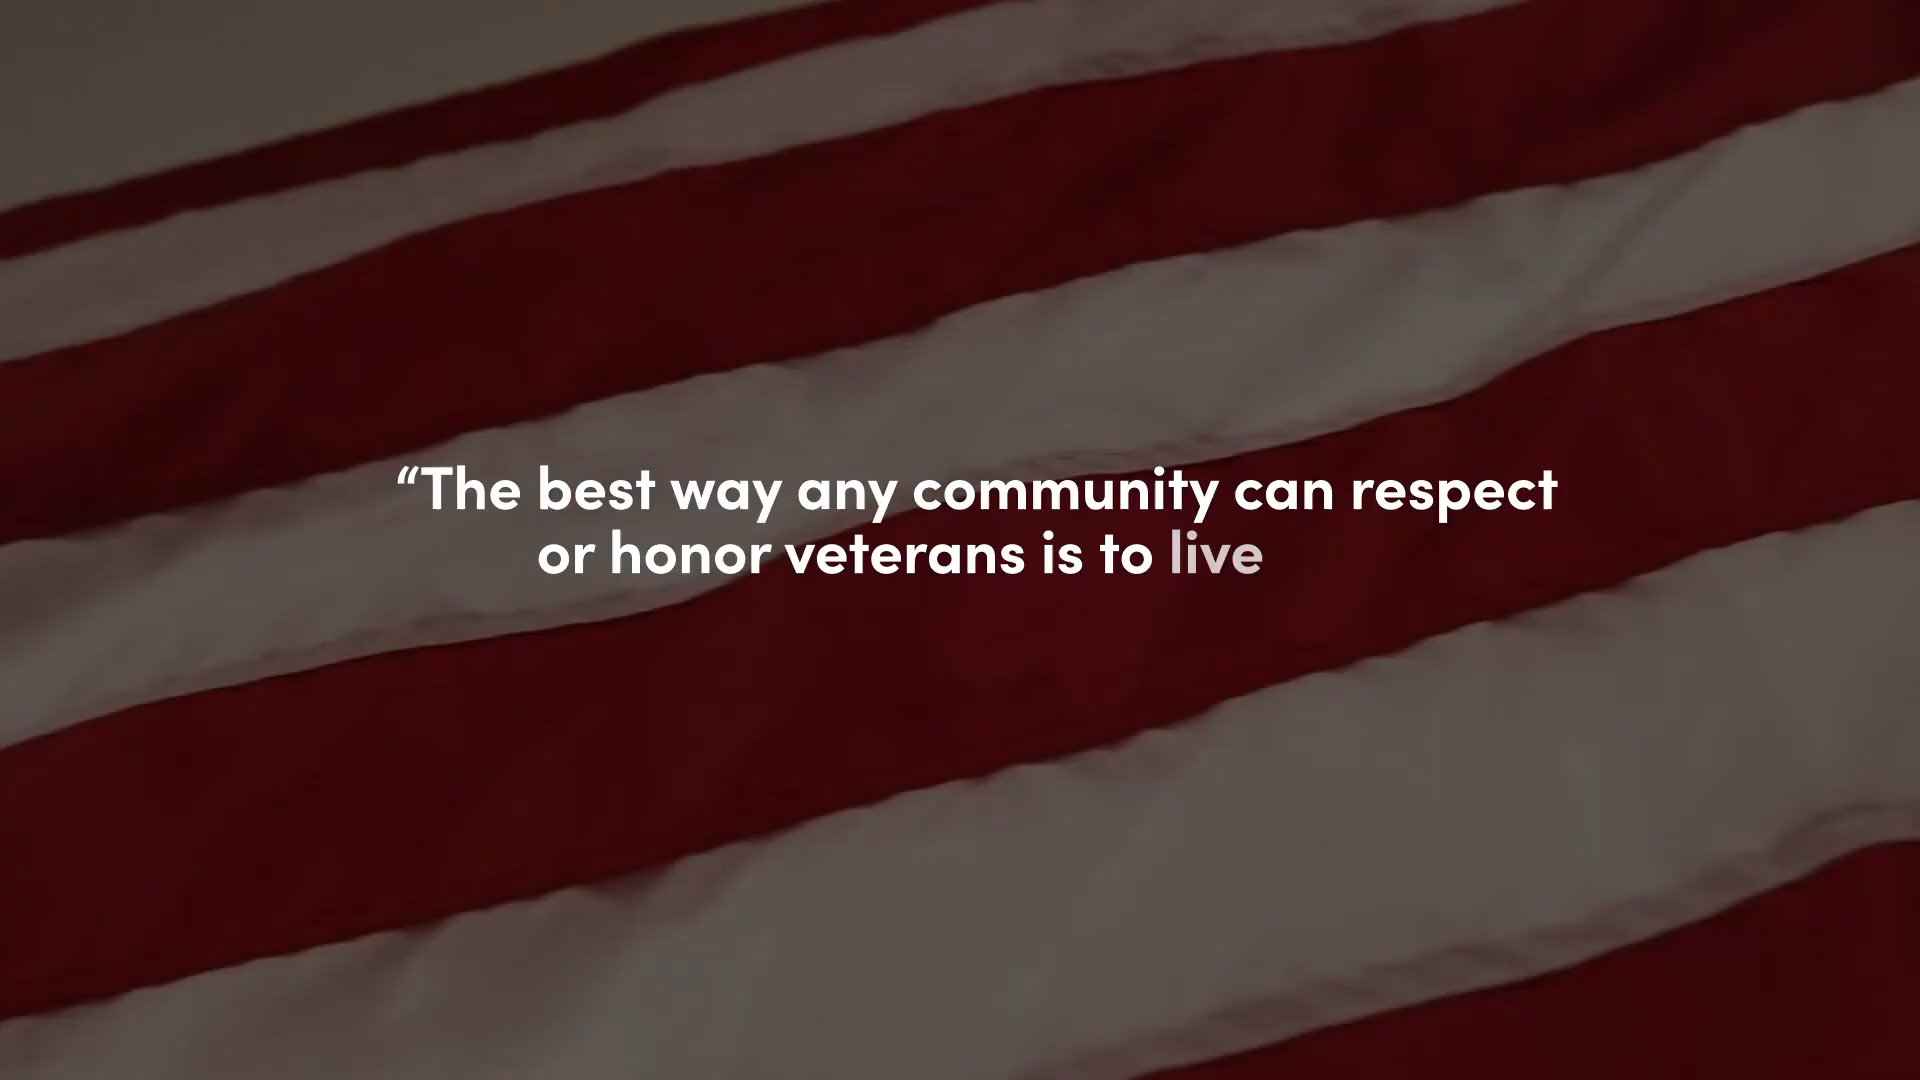 “The best way any community can respect
or honor veterans is to live